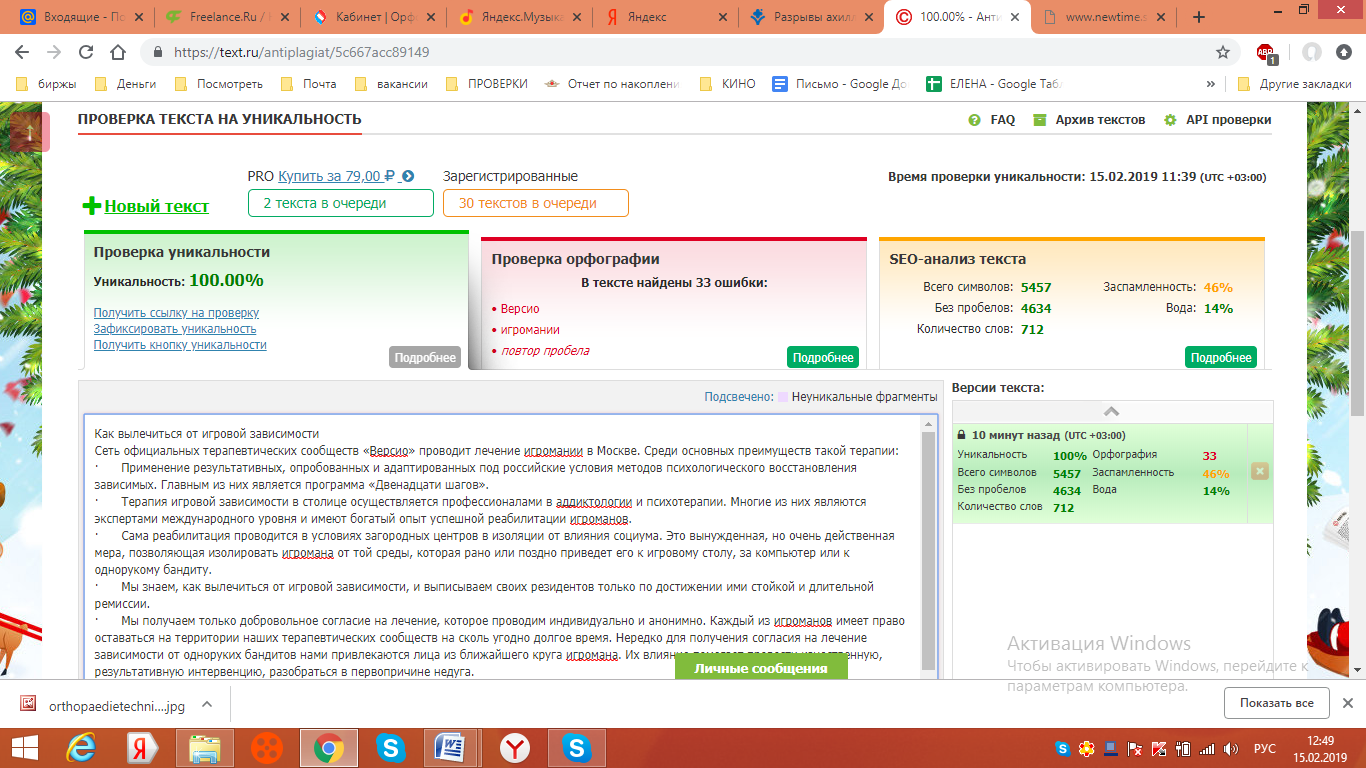 Входящие - По
Freelance.Ru /
Кабинет | Орф
Яндекс.Музыка
Яндекс
Разрывы ахилл
100.00% - Анти
www.newtime.s
https://text.ru/antiplagiat/5c667acc89149
ABP
1
биржы
Деньги
Посмотреть
Почта
вакансии
ПРОВЕРКИ
Отчет по накоплени
КИНО
Письмо - Google До
ЕЛЕНА - Google Табл
»
Другие закладки
ПРОВЕРКА ТЕКСТА НА УНИКАЛЬНОСТЬ
FAQ
Архив текстов
API проверки
Новый текст
PRO Купить за 79,00 ₽
2 текста в очереди
Зарегистрированные
30 текстов в очереди
Время проверки уникальности: 15.02.2019 11:39 (UTC +03:00)
Проверка уникальности
Уникальность: 100.00%
Получить ссылку на проверку
Зафиксировать уникальность
Получить кнопку уникальности
Подробнее
Проверка орфографии
В тексте найдены 33 ошибки:
• Версио
• игромании
• повтор пробела
Подробнее
SEO-анализ текста
Всего символов: 5457
Заспамленность: 46%
Без пробелов: 4634
Вода: 14%
Количество слов: 712
Подробнее
Подсвечено: Неуникальные фрагменты
Как вылечиться от игровой зависимости
Сеть официальных терапевтических сообществ «Версио» проводит лечение игромании в Москве. Среди основных преимуществ такой терапии:
· Применение результативных, опробованных и адаптированных под российские условия методов психологического восстановления
зависимых. Главным из них является программа «Двенадцати шагов».
· Терапия игровой зависимости в столице осуществляется профессионалами в аддиктологии и психотерапии. Многие из них являются
экспертами международного уровня и имеют богатый опыт успешной реабилитации игроманов.
· Сама реабилитация проводится в условиях загородных центров в изоляции от влияния социума. Это вынужденная, но очень действенная
мера, позволяющая изолировать игромана от той среды, которая рано или поздно приведет его к игровому столу, за компьютер или к
однорукому бандиту.
· Мы знаем, как вылечиться от игровой зависимости, и выписываем своих резидентов только по достижении ими стойкой и длительной
ремиссии.
· Мы получаем только добровольное согласие на лечение, которое проводим индивидуально и анонимно. Каждый из игроманов имеет право
оставаться на территории наших терапевтических сообществ на сколь угодно долгое время. Нередко для получения согласия на лечение
зависимости от одноруких бандитов нами привлекаются лица из ближайшего круга игромана. Их влияние
результативную интервенцию, разобраться в первопричине недуга.
Личные сообщения
Версии текста:
10 минут назад (UTC +03:00)
Уникальность 100% Орфография 33
Всего символов 5457 Заспамленность 46%
Без пробелов 4634 Вода 14%
Количество слов 712
Активация Windows
Чтобы активировать Windows, перейдите к
параметрам компьютера.
orthopaedietechni....jpg
Показать все
РУС
12:49
15.02.2019